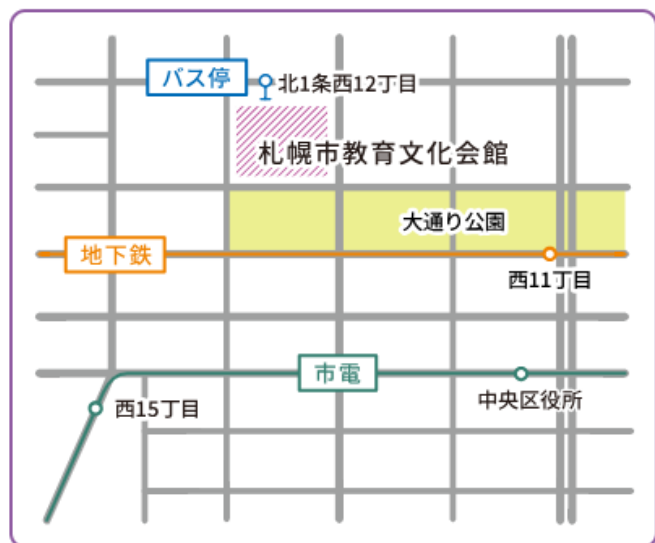 バス停
北1条西12丁目
札幌市教育文化会館
大通り公園
地下鉄
西11丁目
市電
中央区役所
西15丁目